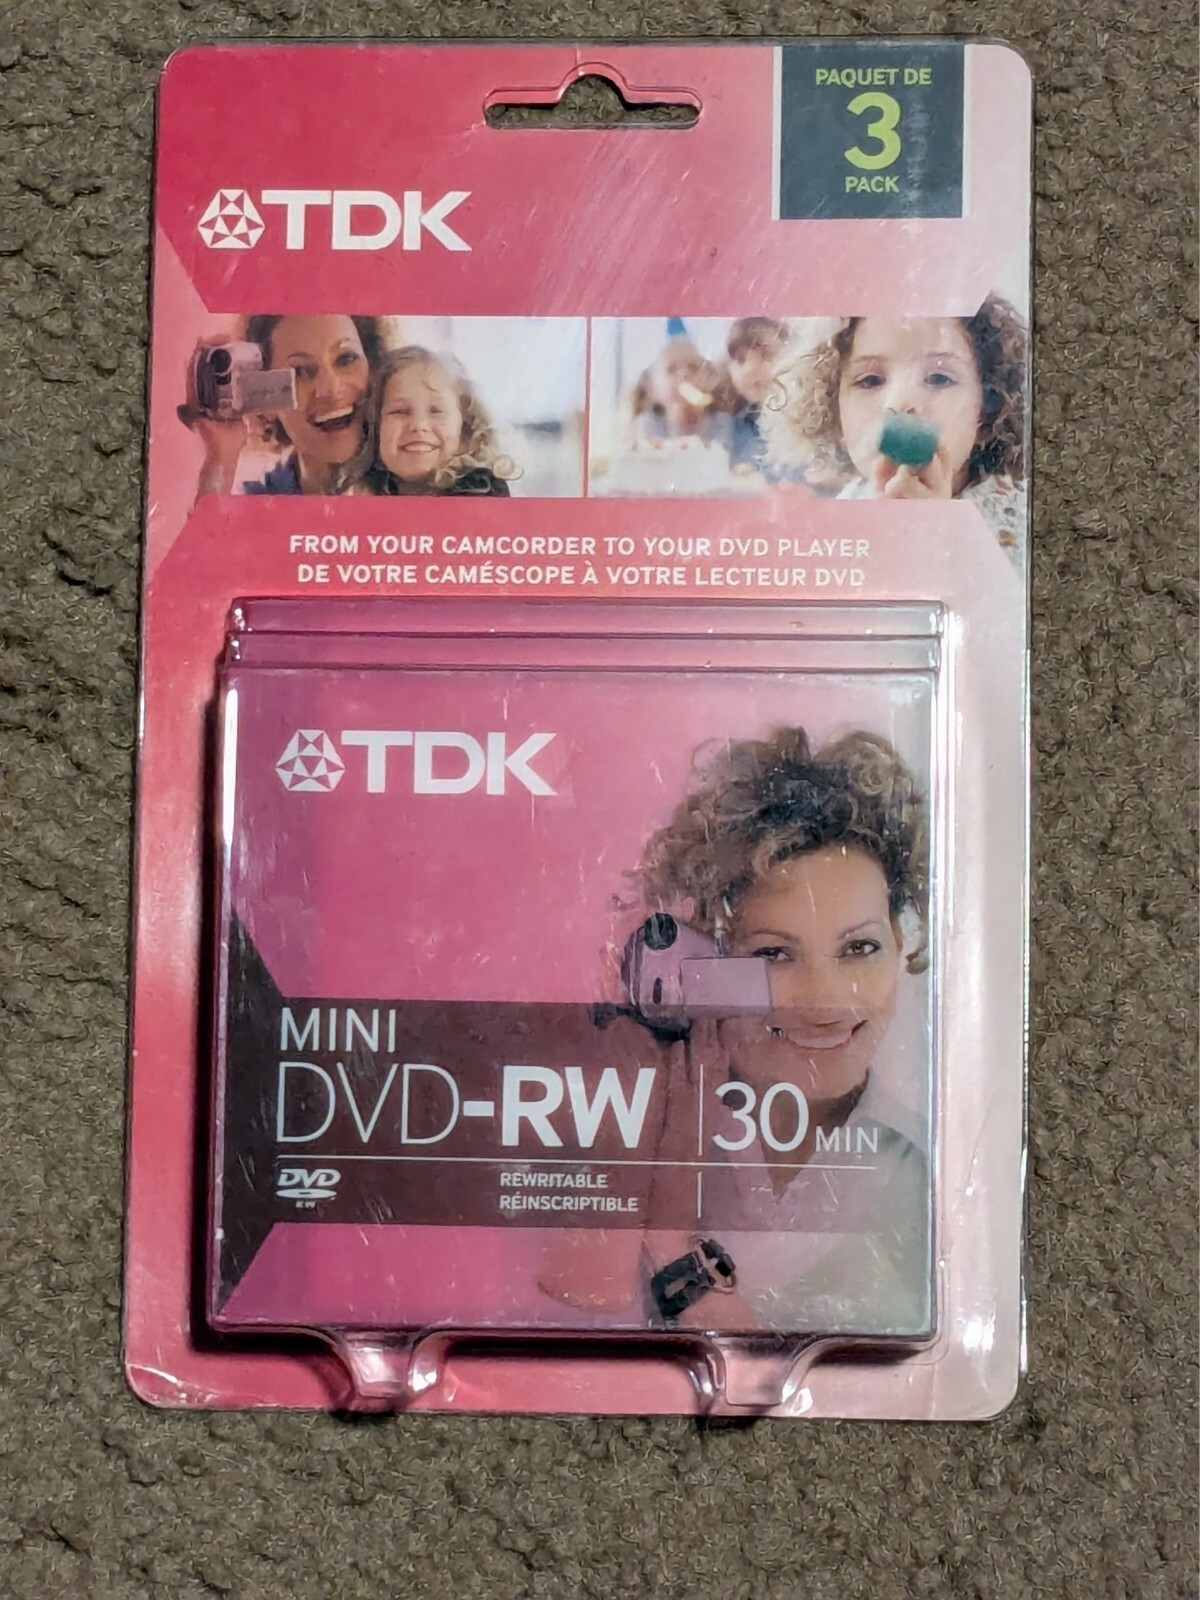 PAQUET DE
3
PACK
TDK
FROM YOUR CAMCORDER TO YOUR DVD PLAYER
DE VOTRE CAMÉSCOPE À VOTRE LECTEUR DVD
TDK
MINI
DVD-RW
30 MIN
DVD
RW
REWRITABLE
RÉINSCRIPTIBLE